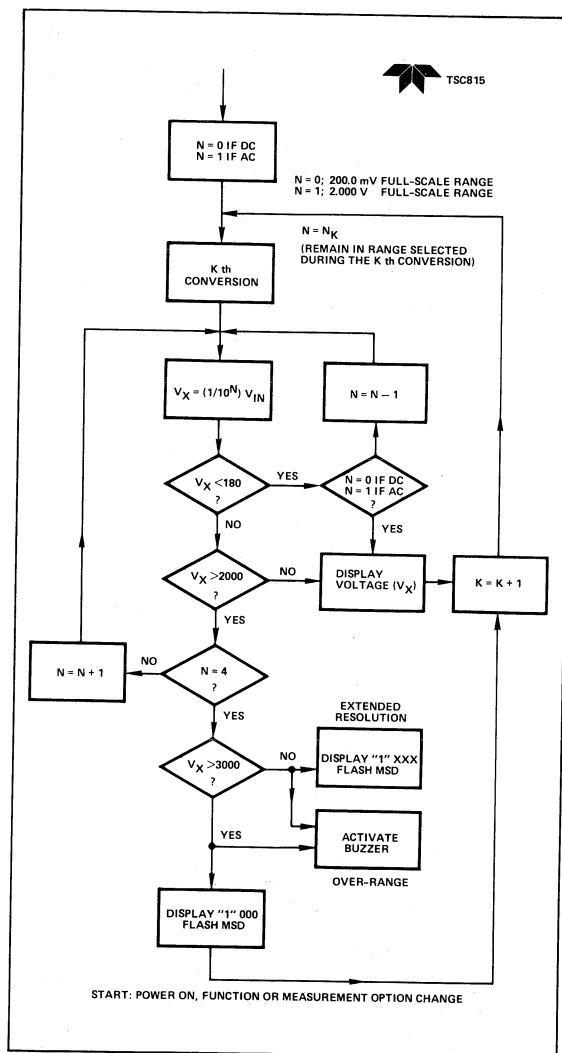 TSC815
N = 0 IF DC
N = 1 IF AC
N = 0; 200.0 mV FULL-SCALE RANGE
N = 1; 2.000 V FULL-SCALE RANGE
N = N_K
(REMAIN IN RANGE SELECTED
DURING THE K th CONVERSION)
K th
CONVERSION
V_X = (1/10^N) V_IN
N = N – 1
V_X <180
?
YES
N = 0 IF DC
N = 1 IF AC
?
NO
YES
V_X >2000
?
NO
DISPLAY
VOLTAGE (V_X)
K = K + 1
YES
N = N + 1
NO
N = 4
?
YES
EXTENDED
RESOLUTION
V_X >3000
?
NO
DISPLAY "1" XXX
FLASH MSD
YES
ACTIVATE
BUZZER
OVER-RANGE
DISPLAY "1" 000
FLASH MSD
START: POWER ON, FUNCTION OR MEASUREMENT OPTION CHANGE